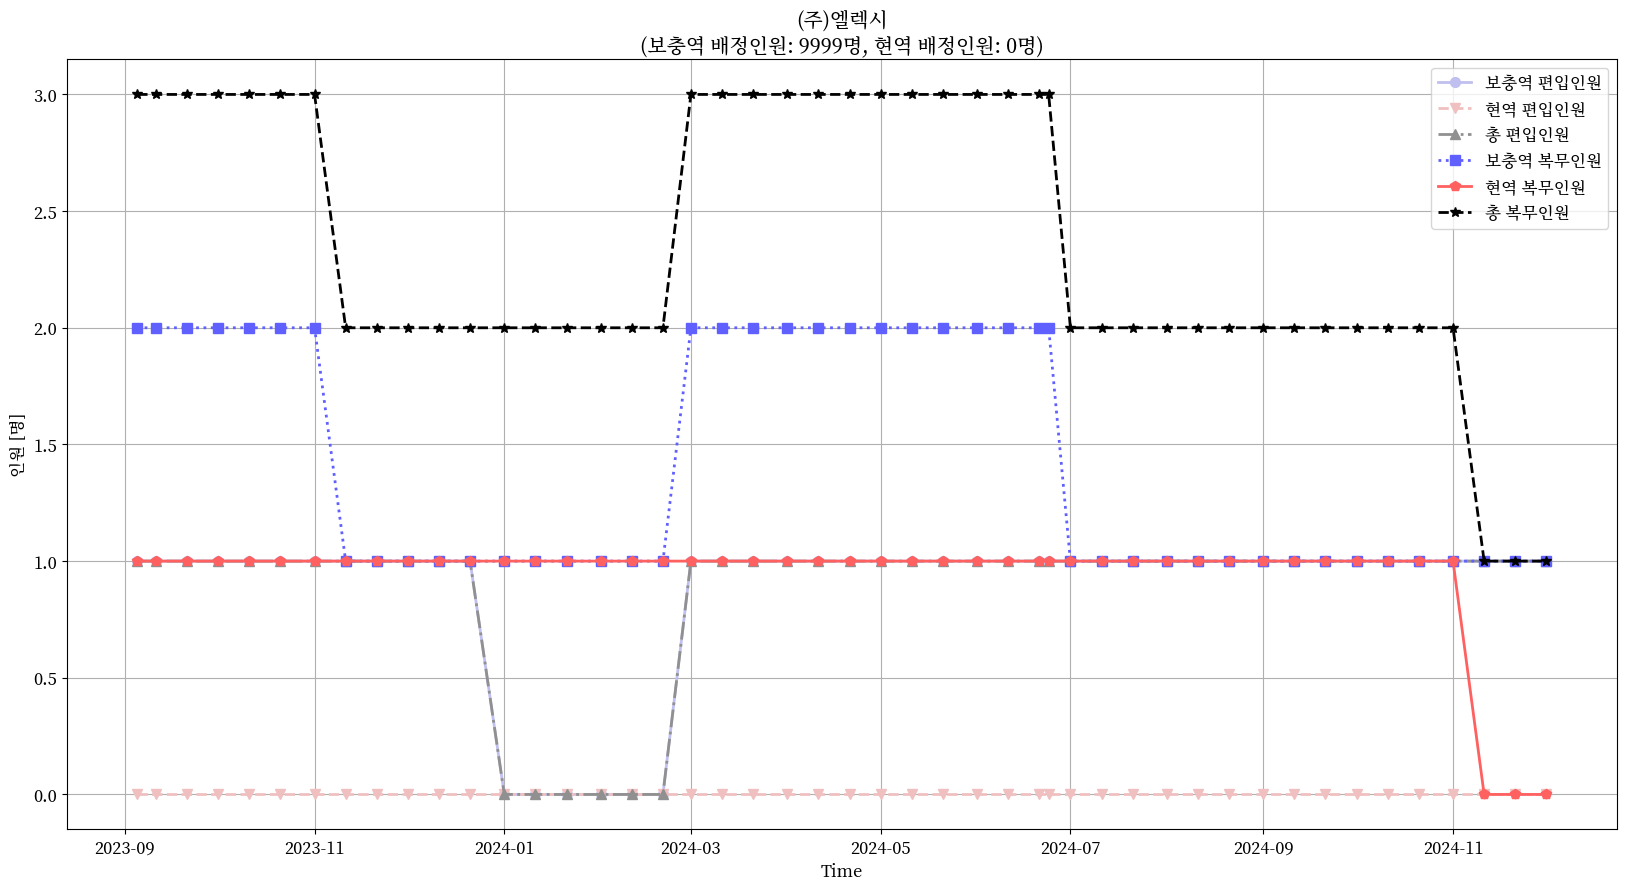 (주)엘렉시
(보충역 배정인원: 9999명, 현역 배정인원: 0명)
보충역 편입인원
현역 편입인원
총 편입인원
보충역 복무인원
현역 복무인원
총 복무인원
인원 [명]
3.0
2.5
2.0
1.5
1.0
0.5
0.0
2023-09
2023-11
2024-01
2024-03
2024-05
2024-07
2024-09
2024-11
Time